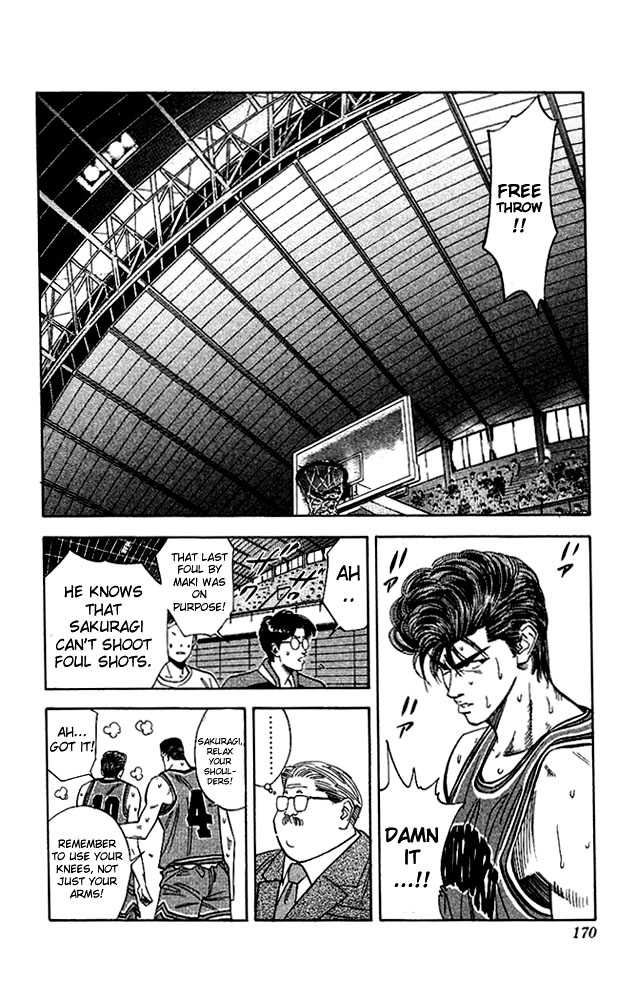 FREE
THROW
!!
AH
..
THAT LAST
FOUL BY
MAKI WAS
ON
PURPOSE!
HE KNOWS
THAT
SAKURAGI
CAN'T SHOOT
FOUL SHOTS.
DAMN
IT
...!!
SAKURAGI,
RELAX
YOUR
SHOUL-
DERS!
AH...
GOT IT!
REMEMBER
TO USE YOUR
KNEES, NOT
JUST YOUR
ARMS!
10
4
170